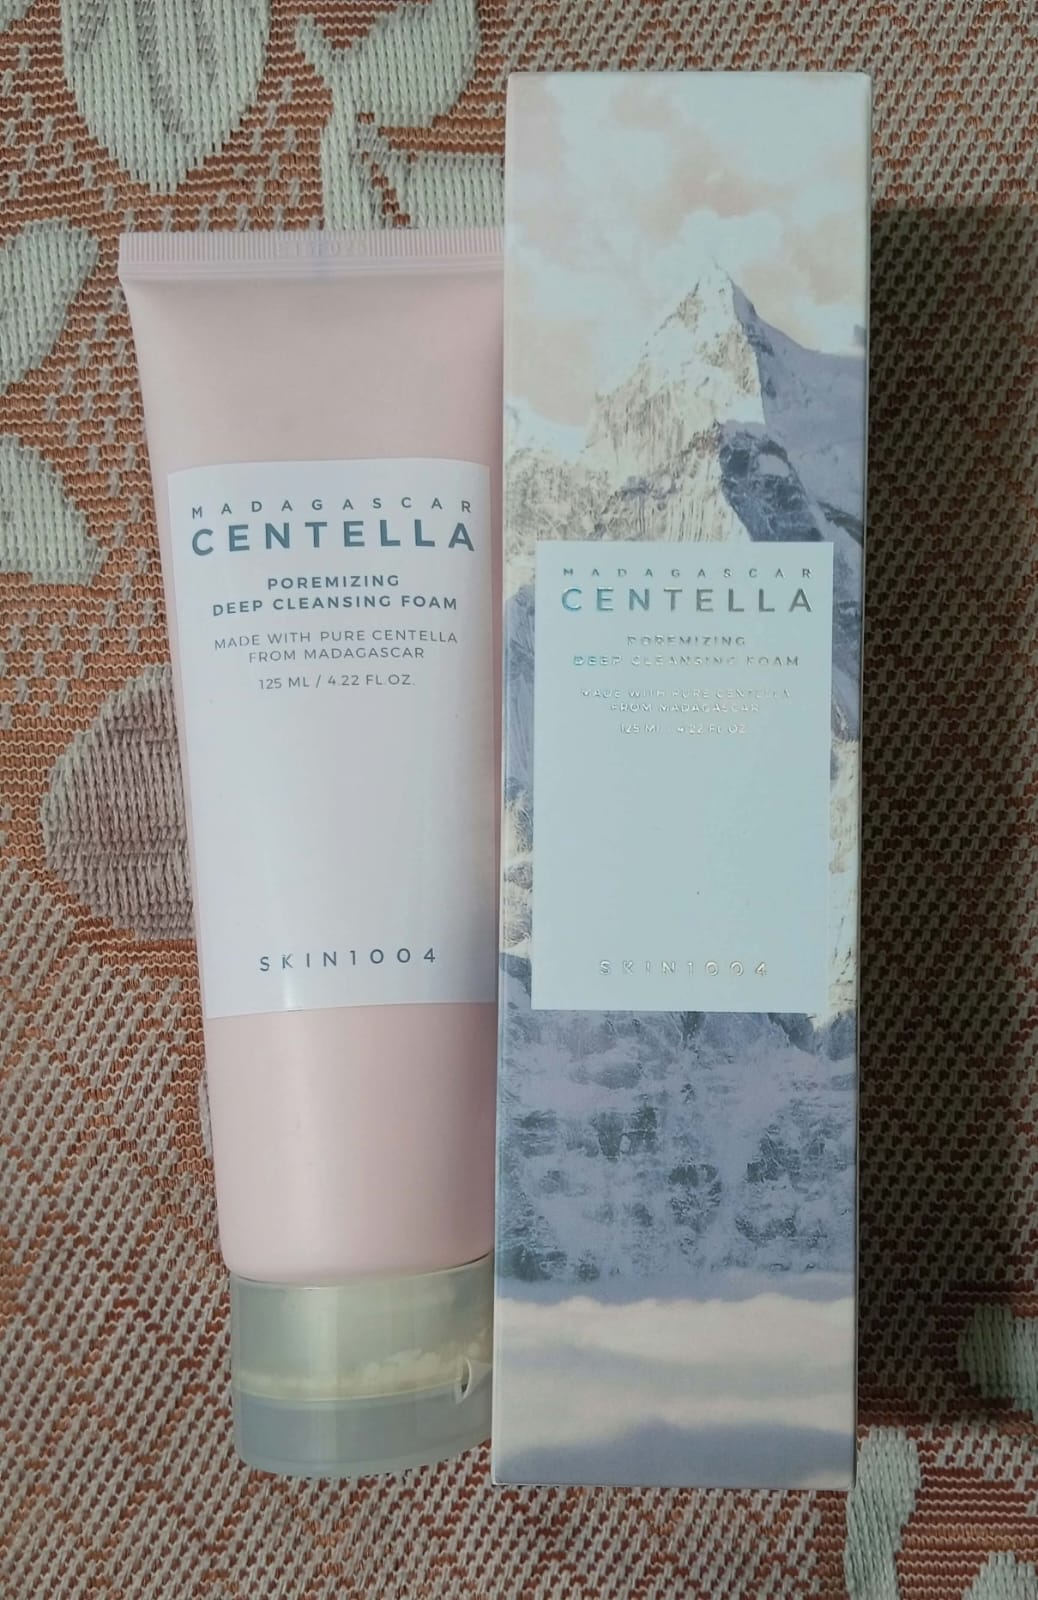 MADAGASCAR
CENTELLA
POREMIZING
DEEP CLEANSING FOAM
MADE WITH PURE CENTELLA
FROM MADAGASCAR
125 ML / 4.22 FL.OZ.
SKIN1004
MADAGASCAR
CENTELLA
POREMIZING
DEEP CLEANSING FOAM
MADE WITH PURE CENTELLA
FROM MADAGASCAR
125 ML / 4.22 FL.OZ.
SKIN1004